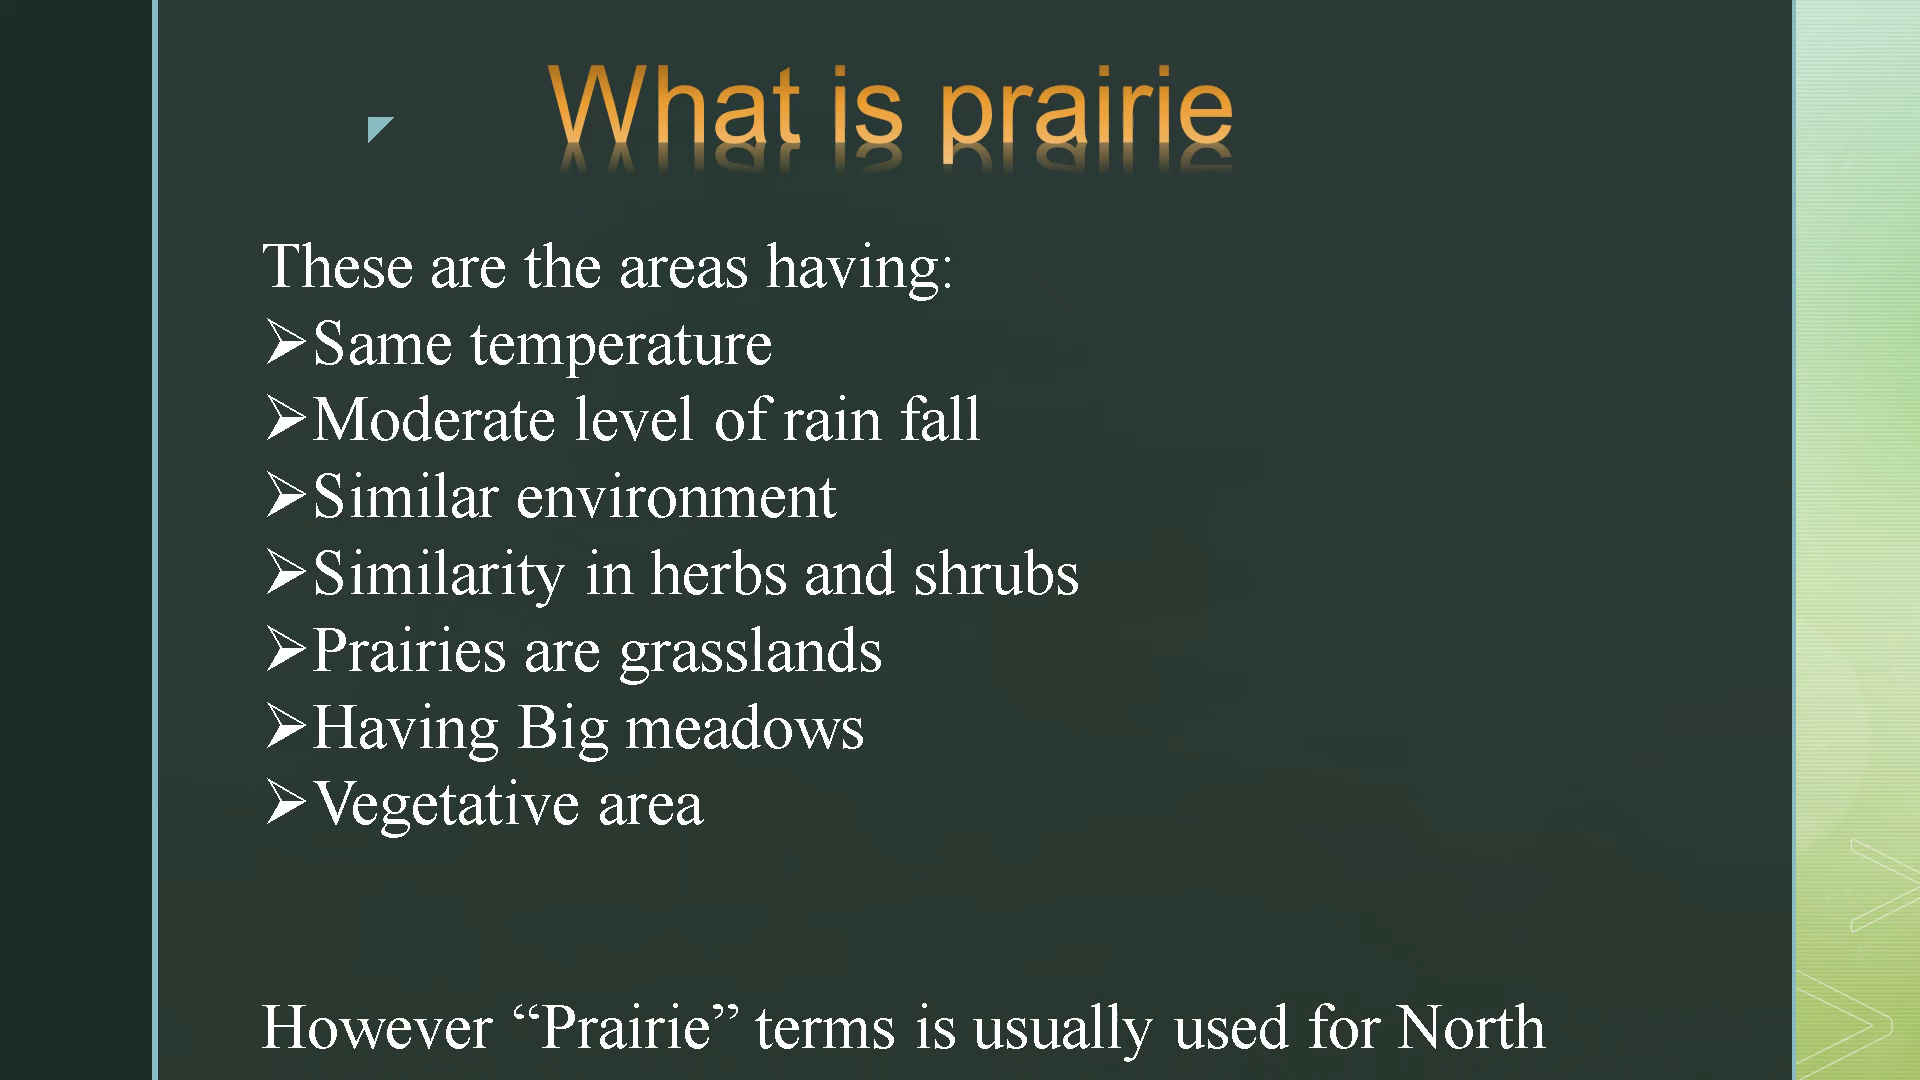 What is prairie
These are the areas having:
➢Same temperature
➢Moderate level of rain fall
➢Similar environment
➢Similarity in herbs and shrubs
➢Prairies are grasslands
➢Having Big meadows
➢Vegetative area
However “Prairie” terms is usually used for North